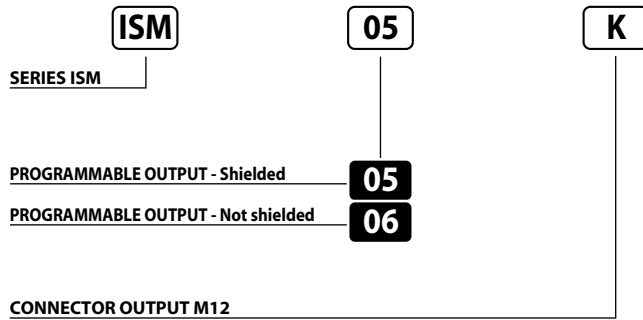 ISM 05 K
SERIES ISM
PROGRAMMABLE OUTPUT - Shielded 05
PROGRAMMABLE OUTPUT - Not shielded 06
CONNECTOR OUTPUT M12